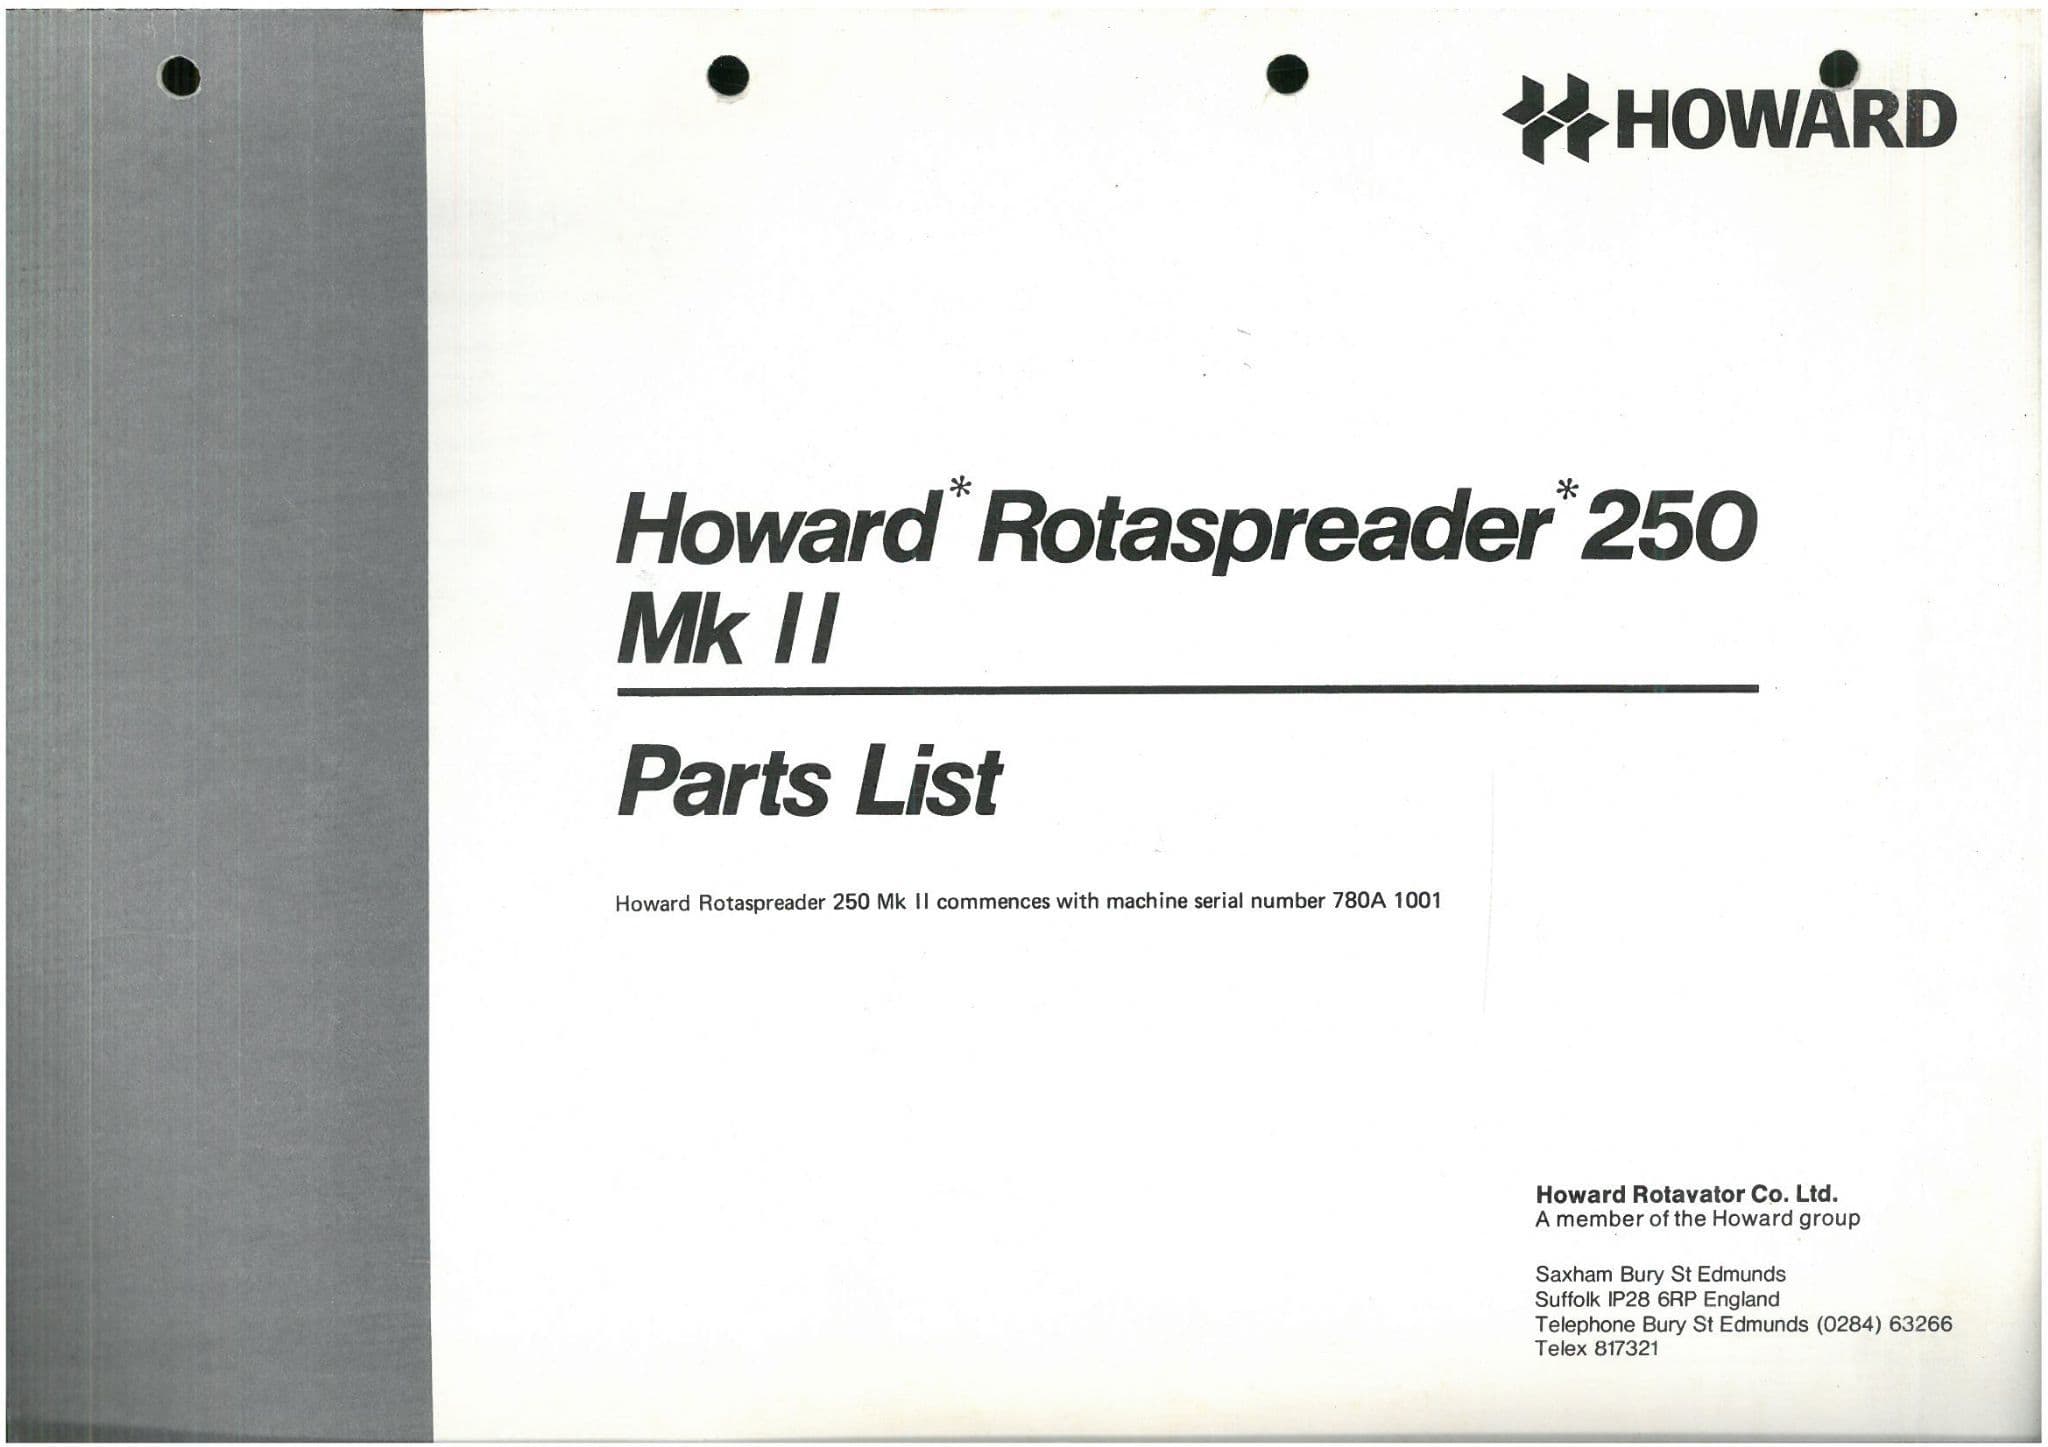 HOWARD
Howard* Rotaspreader* 250
Mk II
Parts List
Howard Rotaspreader 250 Mk II commences with machine serial number 780A 1001
Howard Rotavator Co. Ltd.
A member of the Howard group
Saxham Bury St Edmunds
Suffolk IP28 6RP England
Telephone Bury St Edmunds (0284) 63266
Telex 817321